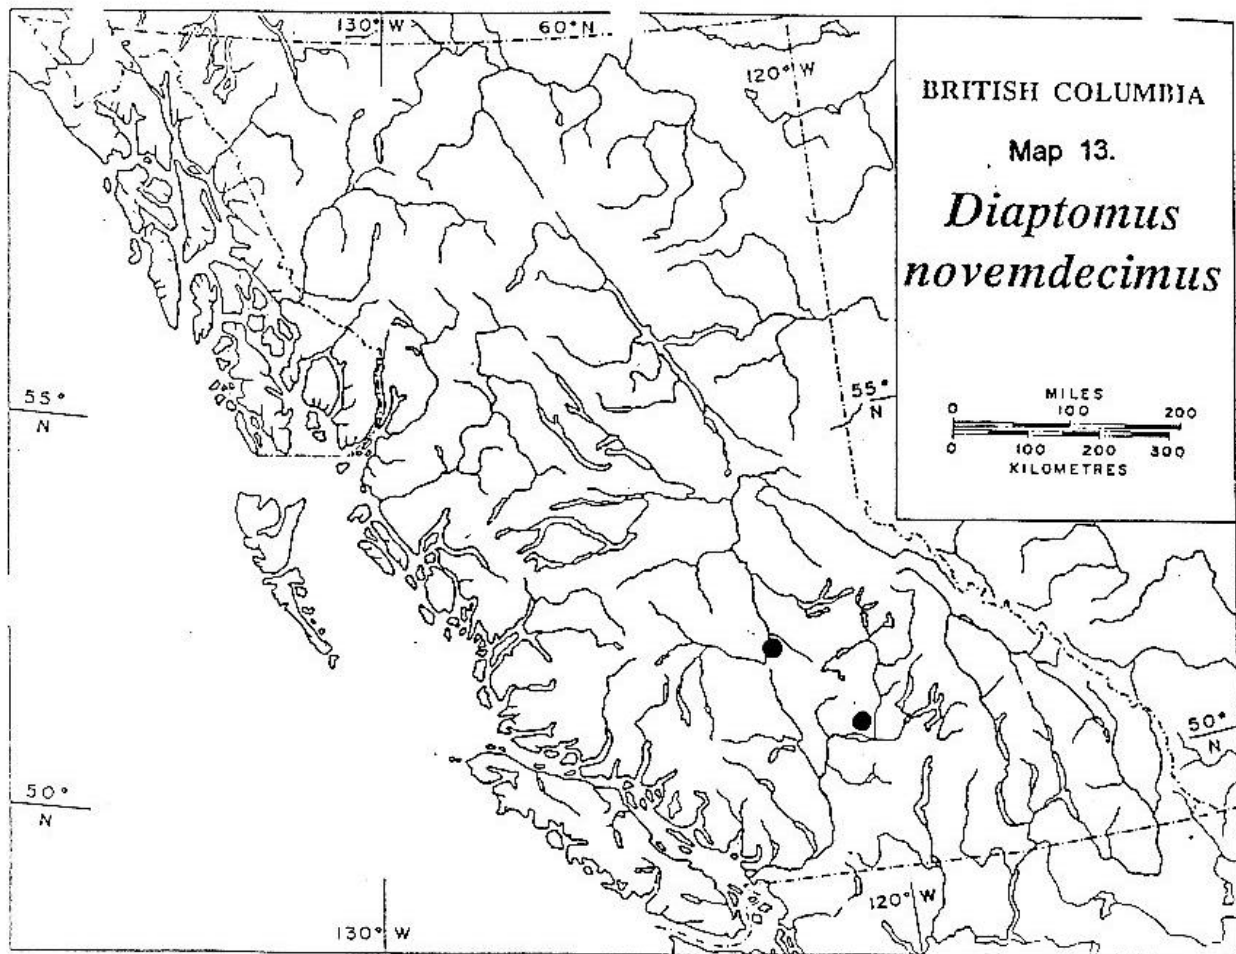 130° W
60°N
120° W
BRITISH COLUMBIA
Map 13.
Diaptomus
novemdecimus
55°
N
55°
N
MILES
0 100 200
0 100 200 300
KILOMETRES
50°
N
50°
N
120° W
130° W